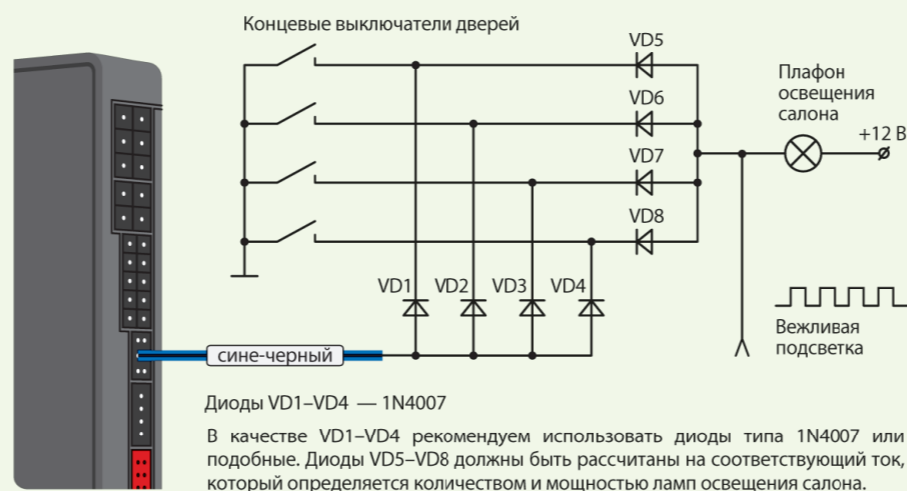 Концевые выключатели дверей
VD5
Плафон
освещения
салона
+12 В
VD6
VD7
VD8
VD1 VD2 VD3 VD4
Вежливая
подсветка
сине-черный
Диоды VD1–VD4 — 1N4007
В качестве VD1–VD4 рекомендуем использовать диоды типа 1N4007 или
подобные. Диоды VD5–VD8 должны быть рассчитаны на соответствующий ток,
который определяется количеством и мощностью ламп освещения салона.